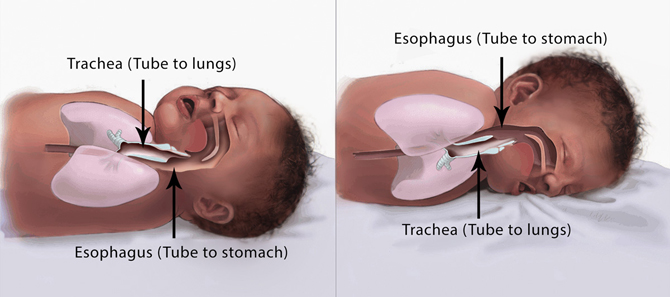 Trachea (Tube to lungs)
Esophagus (Tube to stomach)
Esophagus (Tube to stomach)
Trachea (Tube to lungs)